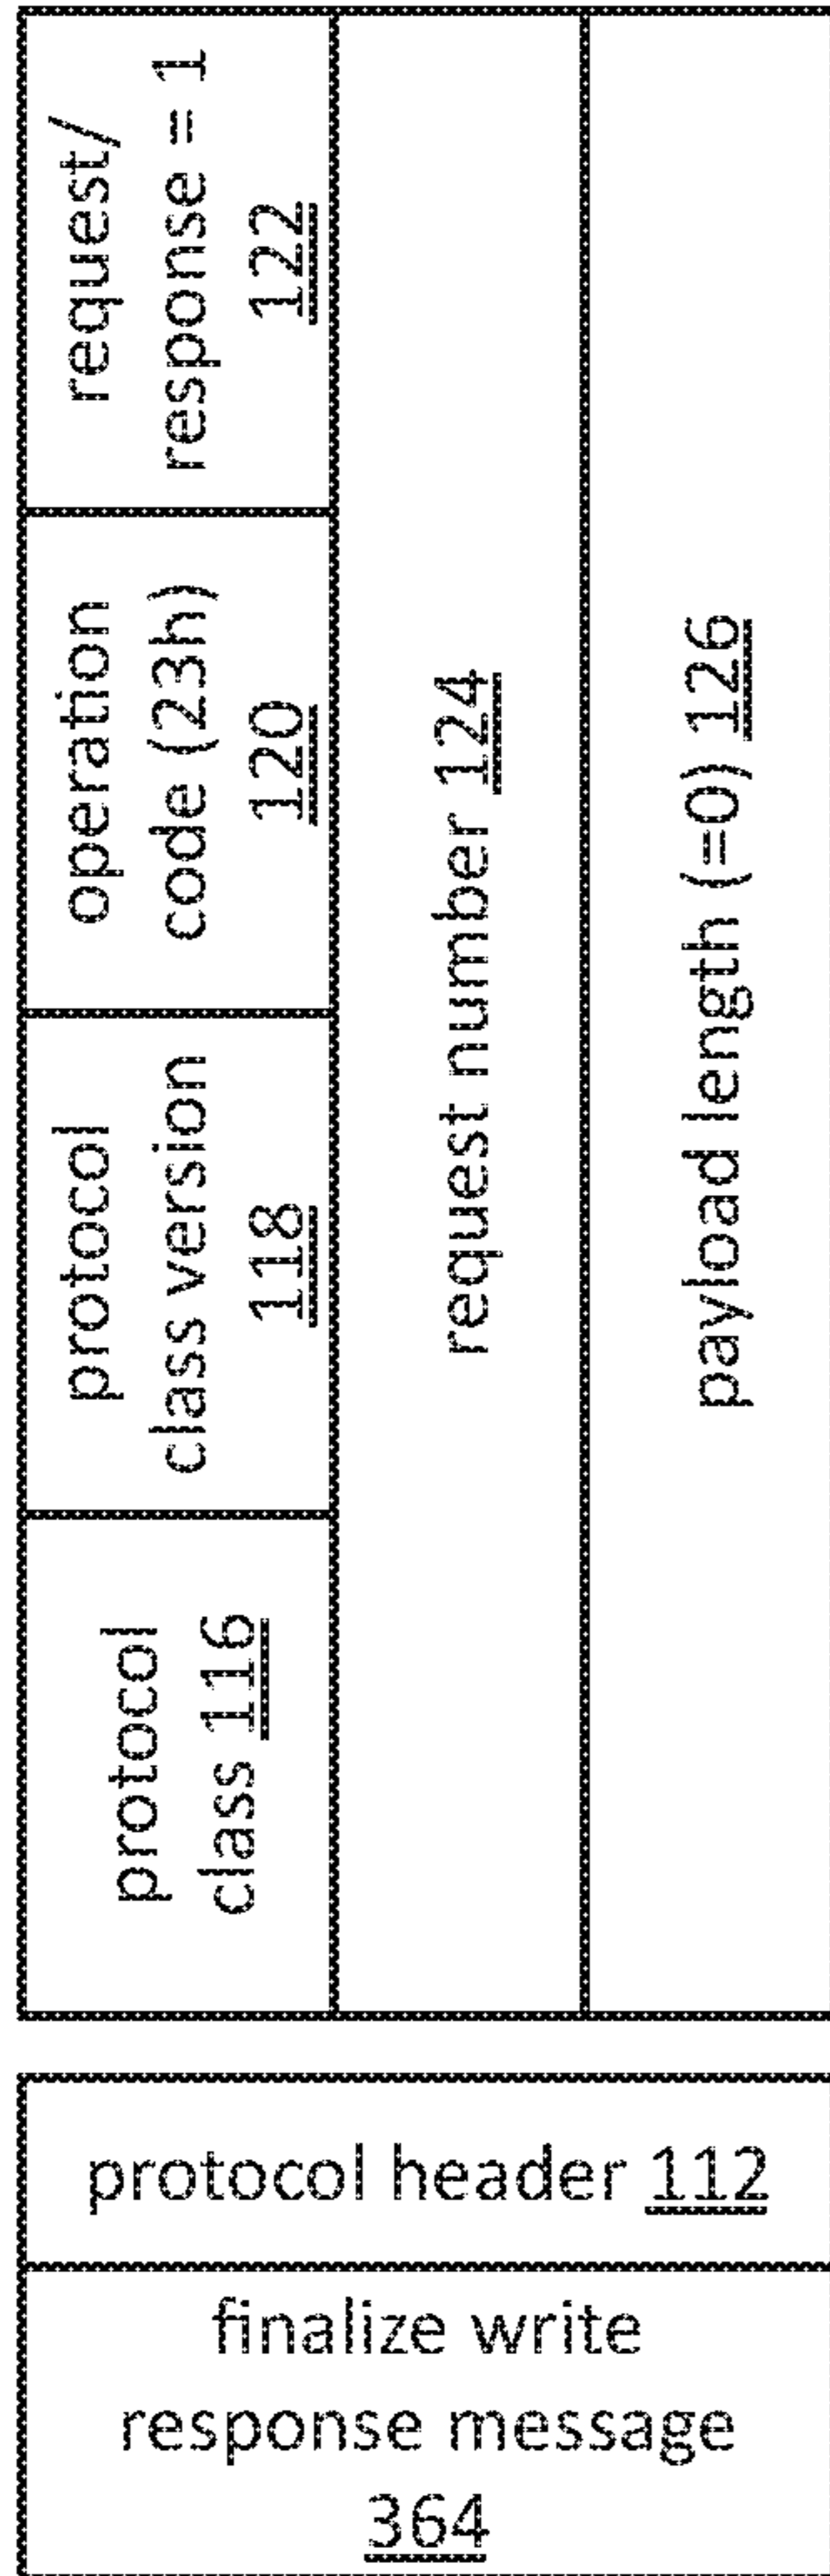 protocol
class 116
protocol
class version
118
operation
code (23h)
120
request/
response = 1
122
request number 124
payload length (=0) 126
protocol header 112
finalize write
response message
364